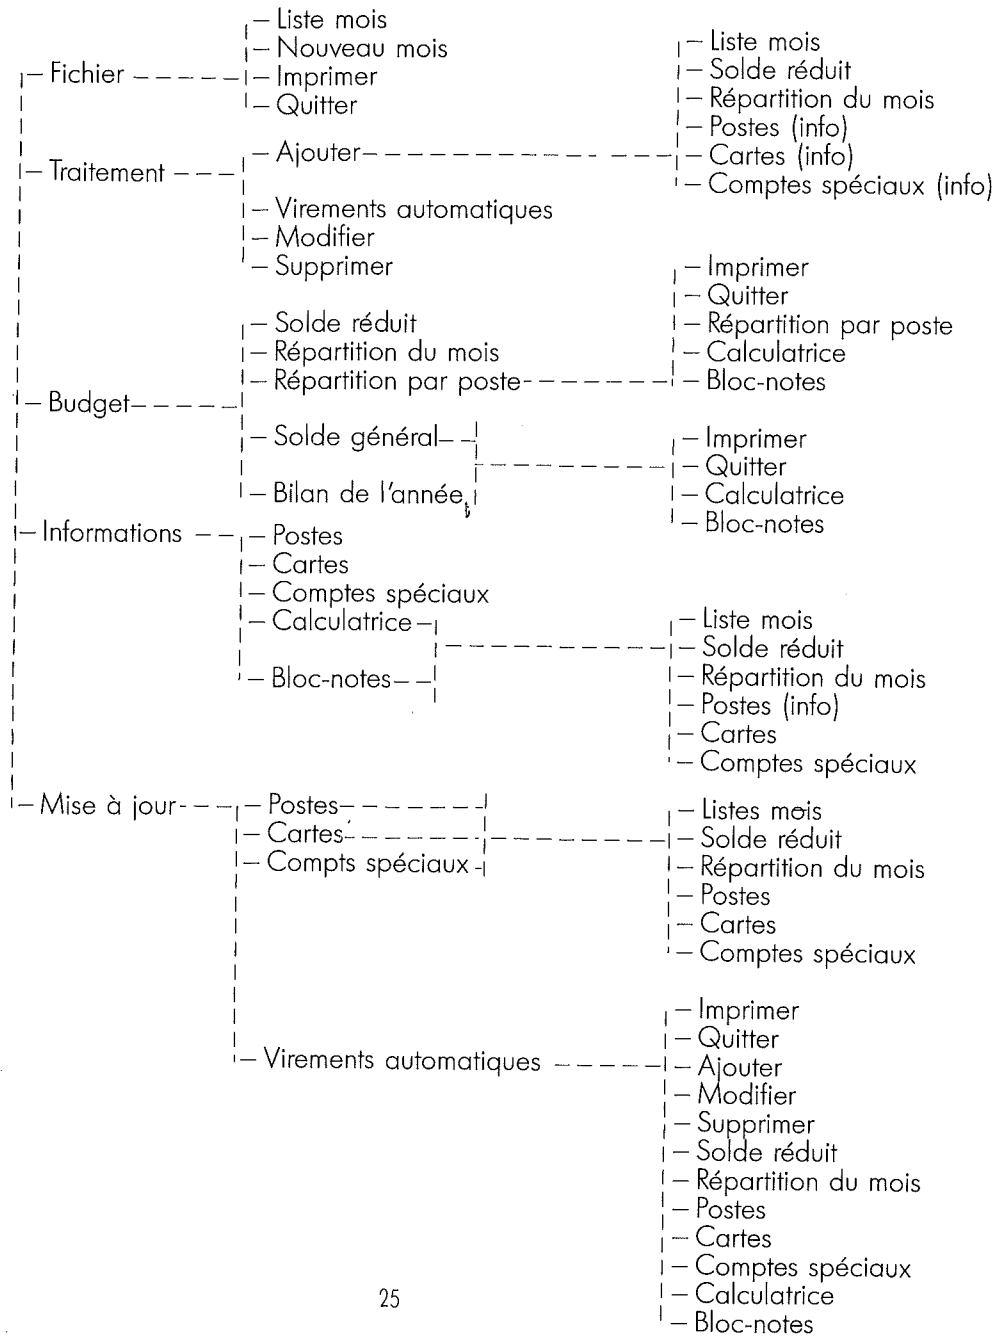 Fichier
Liste mois
Nouveau mois
Imprimer
Quitter
Traitement
Ajouter
Liste mois
Solde réduit
Répartition du mois
Postes (info)
Cartes (info)
Comptes spéciaux (info)
Virements automatiques
Modifier
Supprimer
Budget
Solde réduit
Répartition du mois
Répartition par poste
Imprimer
Quitter
Répartition par poste
Calculatrice
Bloc-notes
Solde général
Bilan de l'année
Imprimer
Quitter
Calculatrice
Bloc-notes
Informations
Postes
Cartes
Comptes spéciaux
Calculatrice
Bloc-notes
Liste mois
Solde réduit
Répartition du mois
Postes (info)
Cartes
Comptes spéciaux
Mise à jour
Postes
Cartes
Compts spéciaux
Listes mois
Solde réduit
Répartition du mois
Postes
Cartes
Comptes spéciaux
Virements automatiques
Imprimer
Quitter
Ajouter
Modifier
Supprimer
Solde réduit
Répartition du mois
Postes
Cartes
Comptes spéciaux
Calculatrice
Bloc-notes
25